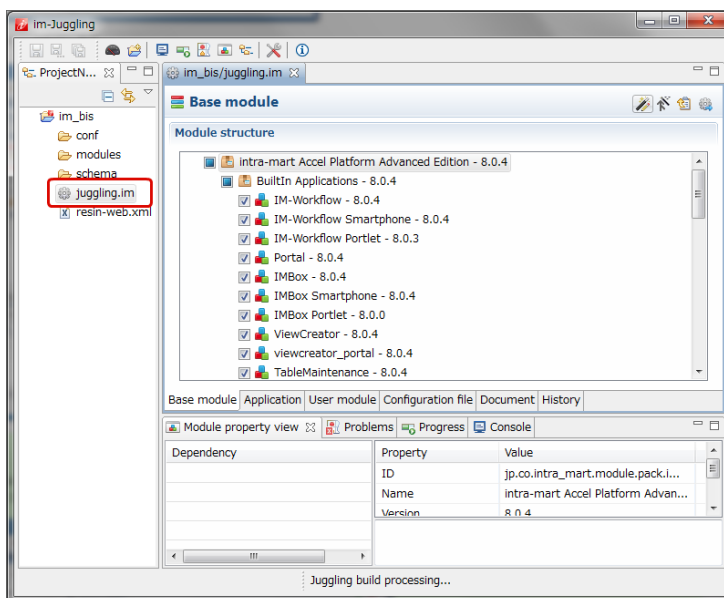 im-Juggling
ProjectN...
im_bis/juggling.im
im_bis
conf
modules
schema
juggling.im
resin-web.xml
Base module
Module structure
intra-mart Accel Platform Advanced Edition - 8.0.4
BuiltIn Applications - 8.0.4
IM-Workflow - 8.0.4
IM-Workflow Smartphone - 8.0.4
IM-Workflow Portlet - 8.0.3
Portal - 8.0.4
IMBox - 8.0.4
IMBox Smartphone - 8.0.4
IMBox Portlet - 8.0.0
ViewCreator - 8.0.4
viewcreator_portal - 8.0.4
TableMaintenance - 8.0.4
Base module Application User module Configuration file Document History
Module property view Problems Progress Console
Dependency Property Value
ID jp.co.intra_mart.module.pack.i...
Name intra-mart Accel Platform Advan...
Version 8.0.4
Juggling build processing...